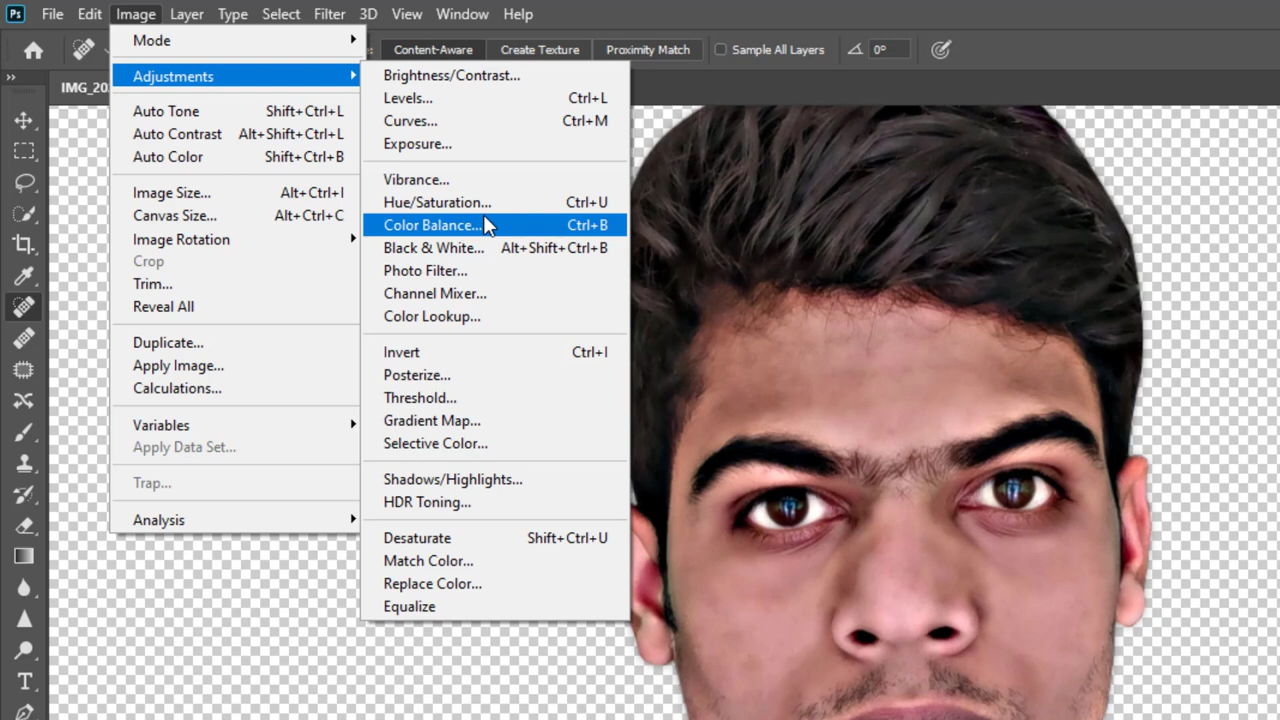 Ps File Edit Image Layer Type Select Filter 3D View Window Help
Content-Aware Create Texture Proximity Match Sample All Layers 0°
IMG_20
Mode
Adjustments
Auto Tone Shift+Ctrl+L
Auto Contrast Alt+Shift+Ctrl+L
Auto Color Shift+Ctrl+B
Image Size... Alt+Ctrl+I
Canvas Size... Alt+Ctrl+C
Image Rotation
Crop
Trim...
Reveal All
Duplicate...
Apply Image...
Calculations...
Variables
Apply Data Set...
Trap...
Analysis
Brightness/Contrast...
Levels... Ctrl+L
Curves... Ctrl+M
Exposure...
Vibrance...
Hue/Saturation... Ctrl+U
Color Balance... Ctrl+B
Black & White... Alt+Shift+Ctrl+B
Photo Filter...
Channel Mixer...
Color Lookup...
Invert Ctrl+I
Posterize...
Threshold...
Gradient Map...
Selective Color...
Shadows/Highlights...
HDR Toning...
Desaturate Shift+Ctrl+U
Match Color...
Replace Color...
Equalize